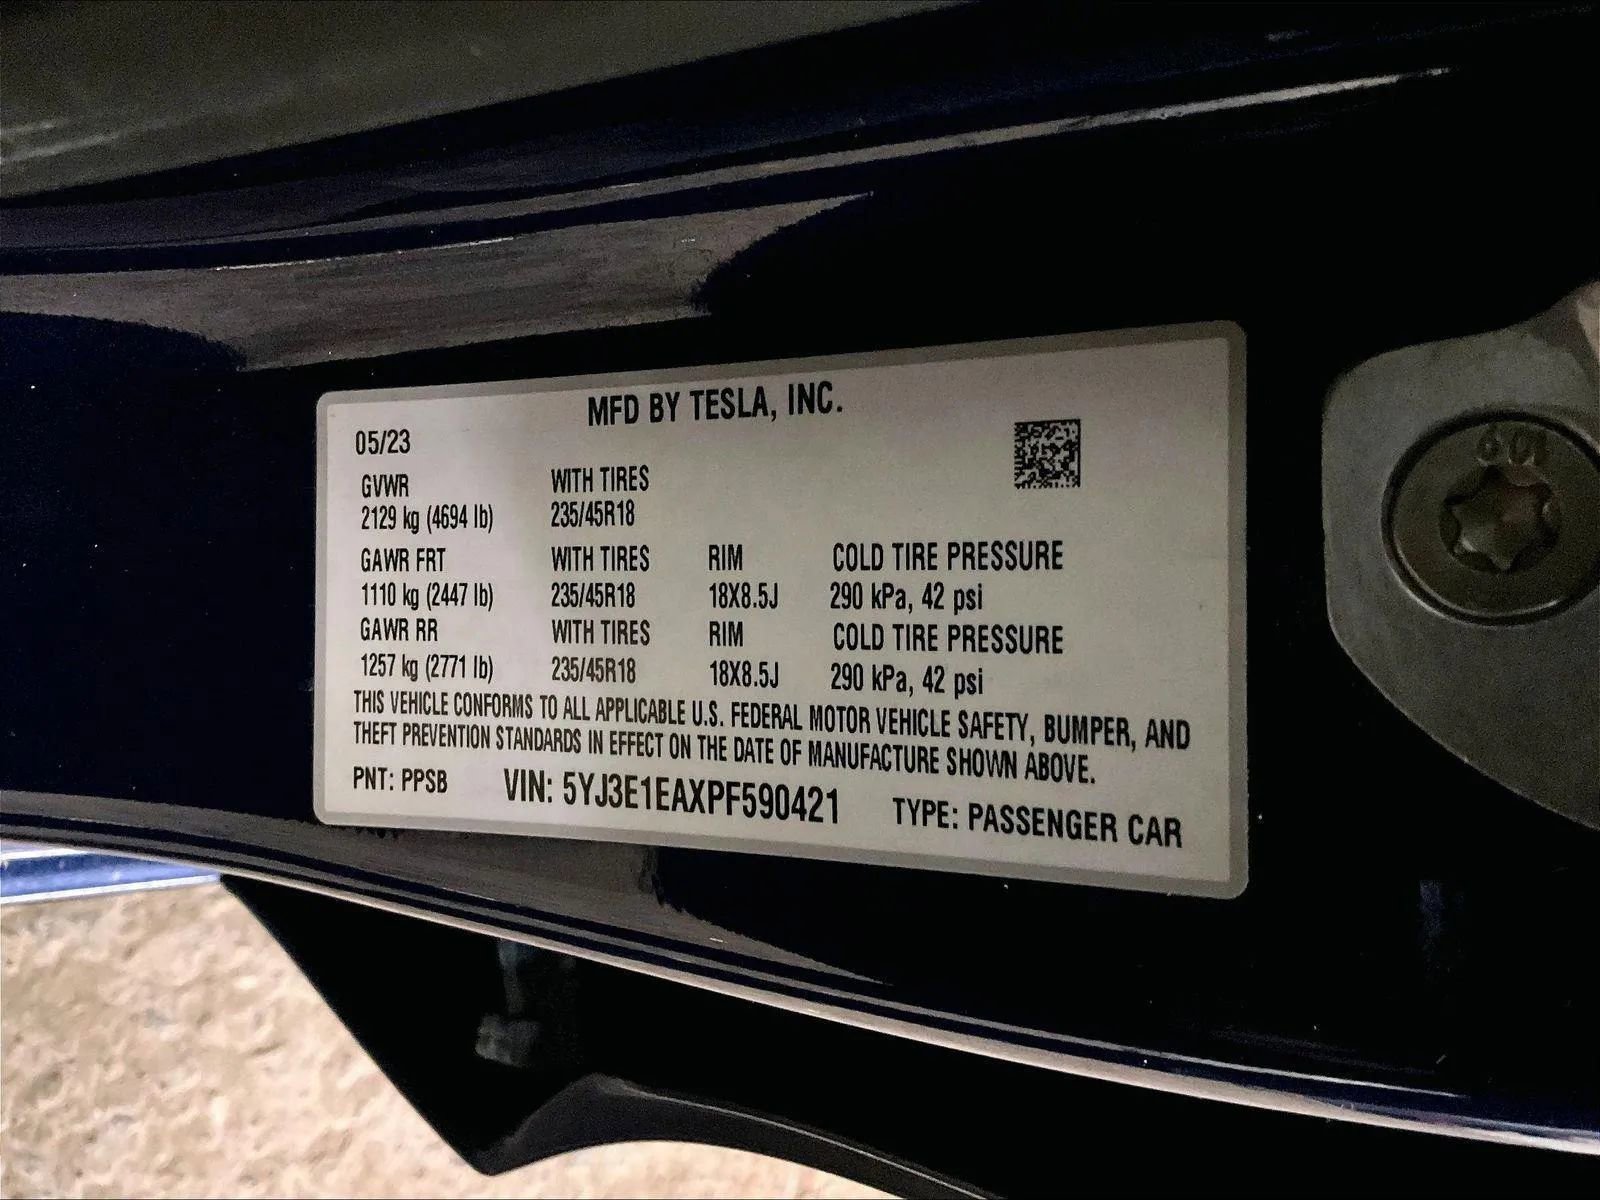 MFD BY TESLA, INC.
05/23
GVWR WITH TIRES
2129 kg (4694 lb) 235/45R18
GAWR FRT WITH TIRES RIM COLD TIRE PRESSURE
1110 kg (2447 lb) 235/45R18 18X8.5J 290 kPa, 42 psi
GAWR RR WITH TIRES RIM COLD TIRE PRESSURE
1257 kg (2771 lb) 235/45R18 18X8.5J 290 kPa, 42 psi
THIS VEHICLE CONFORMS TO ALL APPLICABLE U.S. FEDERAL MOTOR VEHICLE SAFETY, BUMPER, AND
THEFT PREVENTION STANDARDS IN EFFECT ON THE DATE OF MANUFACTURE SHOWN ABOVE.
PNT: PPSB VIN: 5YJ3E1EAXPF590421 TYPE: PASSENGER CAR